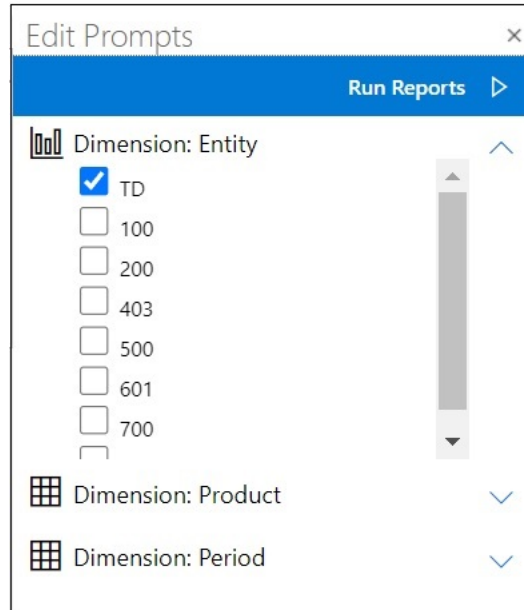 Edit Prompts
Run Reports
Dimension: Entity
TD
100
200
403
500
601
700
Dimension: Product
Dimension: Period